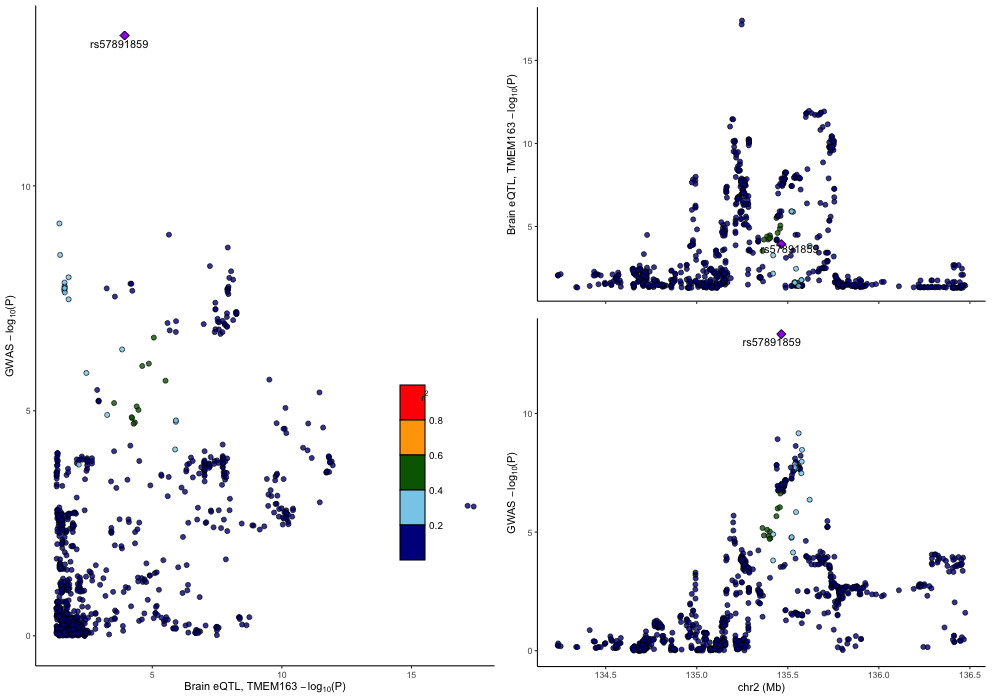 rs57891859
10
5
0
GWAS −log10(P)
5
10
15
Brain eQTL, TMEM163 −log10(P)
r2
0.8
0.6
0.4
0.2
15
10
5
Brain eQTL, TMEM163 −log10(P)
rs57891859
rs57891859
10
5
0
GWAS −log10(P)
134.5
135.0
135.5
136.0
136.5
chr2 (Mb)